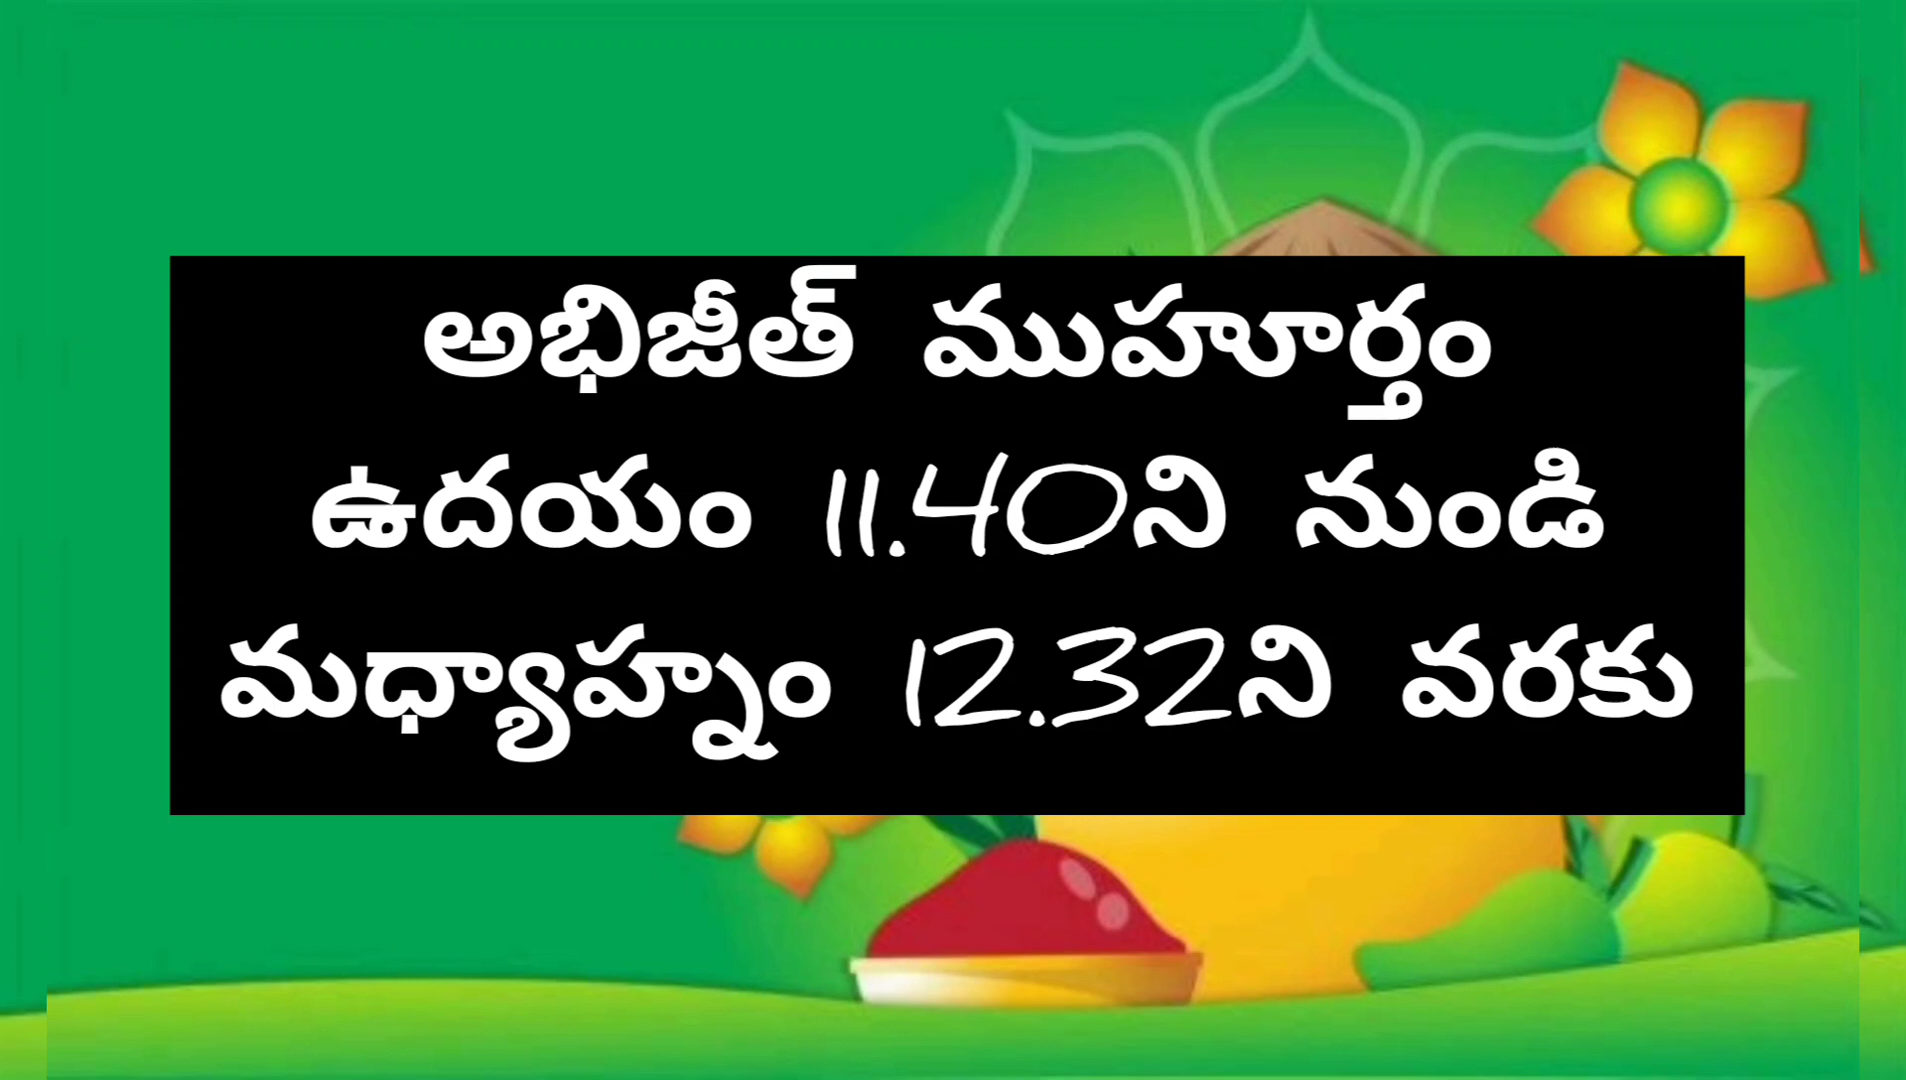 అభిజీత్ ముహూర్తం
ఉదయం 11.40ని నుండి
మధ్యాహ్నం 12.32ని వరకు